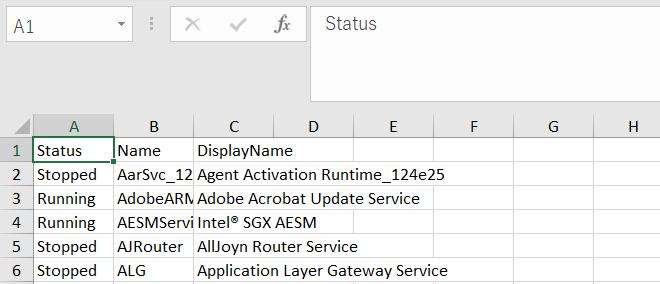 A1 fx Status
A B C D E F G H
1 Status Name DisplayName
2 Stopped AarSvc_12 Agent Activation Runtime_124e25
3 Running AdobeARM Adobe Acrobat Update Service
4 Running AESMServi Intel® SGX AESM
5 Stopped AJRouter AllJoyn Router Service
6 Stopped ALG Application Layer Gateway Service